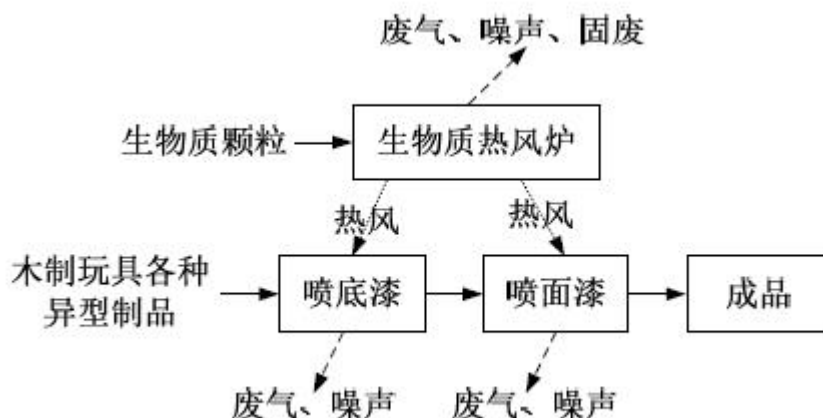 废气、噪声、固废
生物质颗粒
生物质热风炉
热风
热风
木制玩具各种
异型制品
喷底漆
喷面漆
成品
废气、噪声
废气、噪声